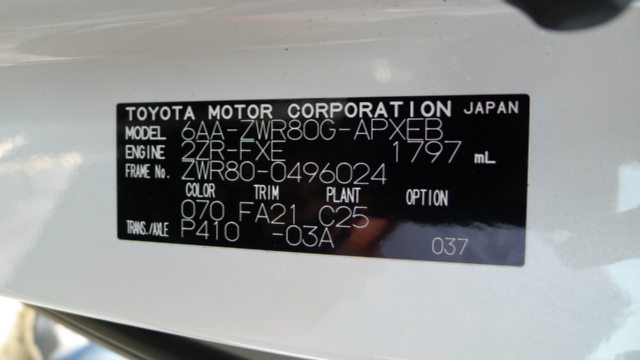 TOYOTA MOTOR CORPORATION JAPAN
MODEL 6AA-ZWR80G-APXEB
ENGINE 2ZR-FXE 1797 mL
FRAME No. ZWR80-0496024
COLOR TRIM PLANT OPTION
070 FA21 C25
TRANS./AXLE P410 -03A 037